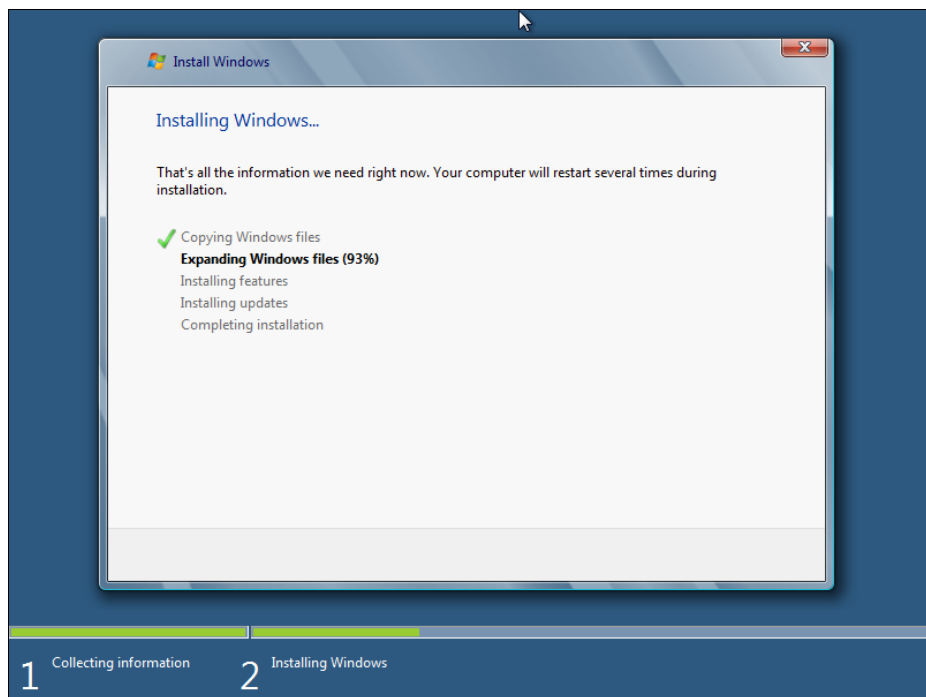 Install Windows
Installing Windows...
That's all the information we need right now. Your computer will restart several times during
installation.
Copying Windows files
Expanding Windows files (93%)
Installing features
Installing updates
Completing installation
1 Collecting information 2 Installing Windows